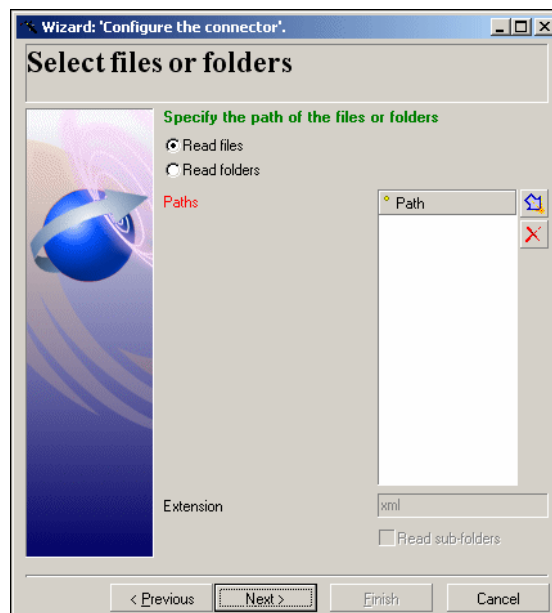 Wizard: 'Configure the connector'.
Select files or folders
Specify the path of the files or folders
Read files
Read folders
Paths
Path
Extension
xml
Read sub-folders
< Previous
Next >
Finish
Cancel